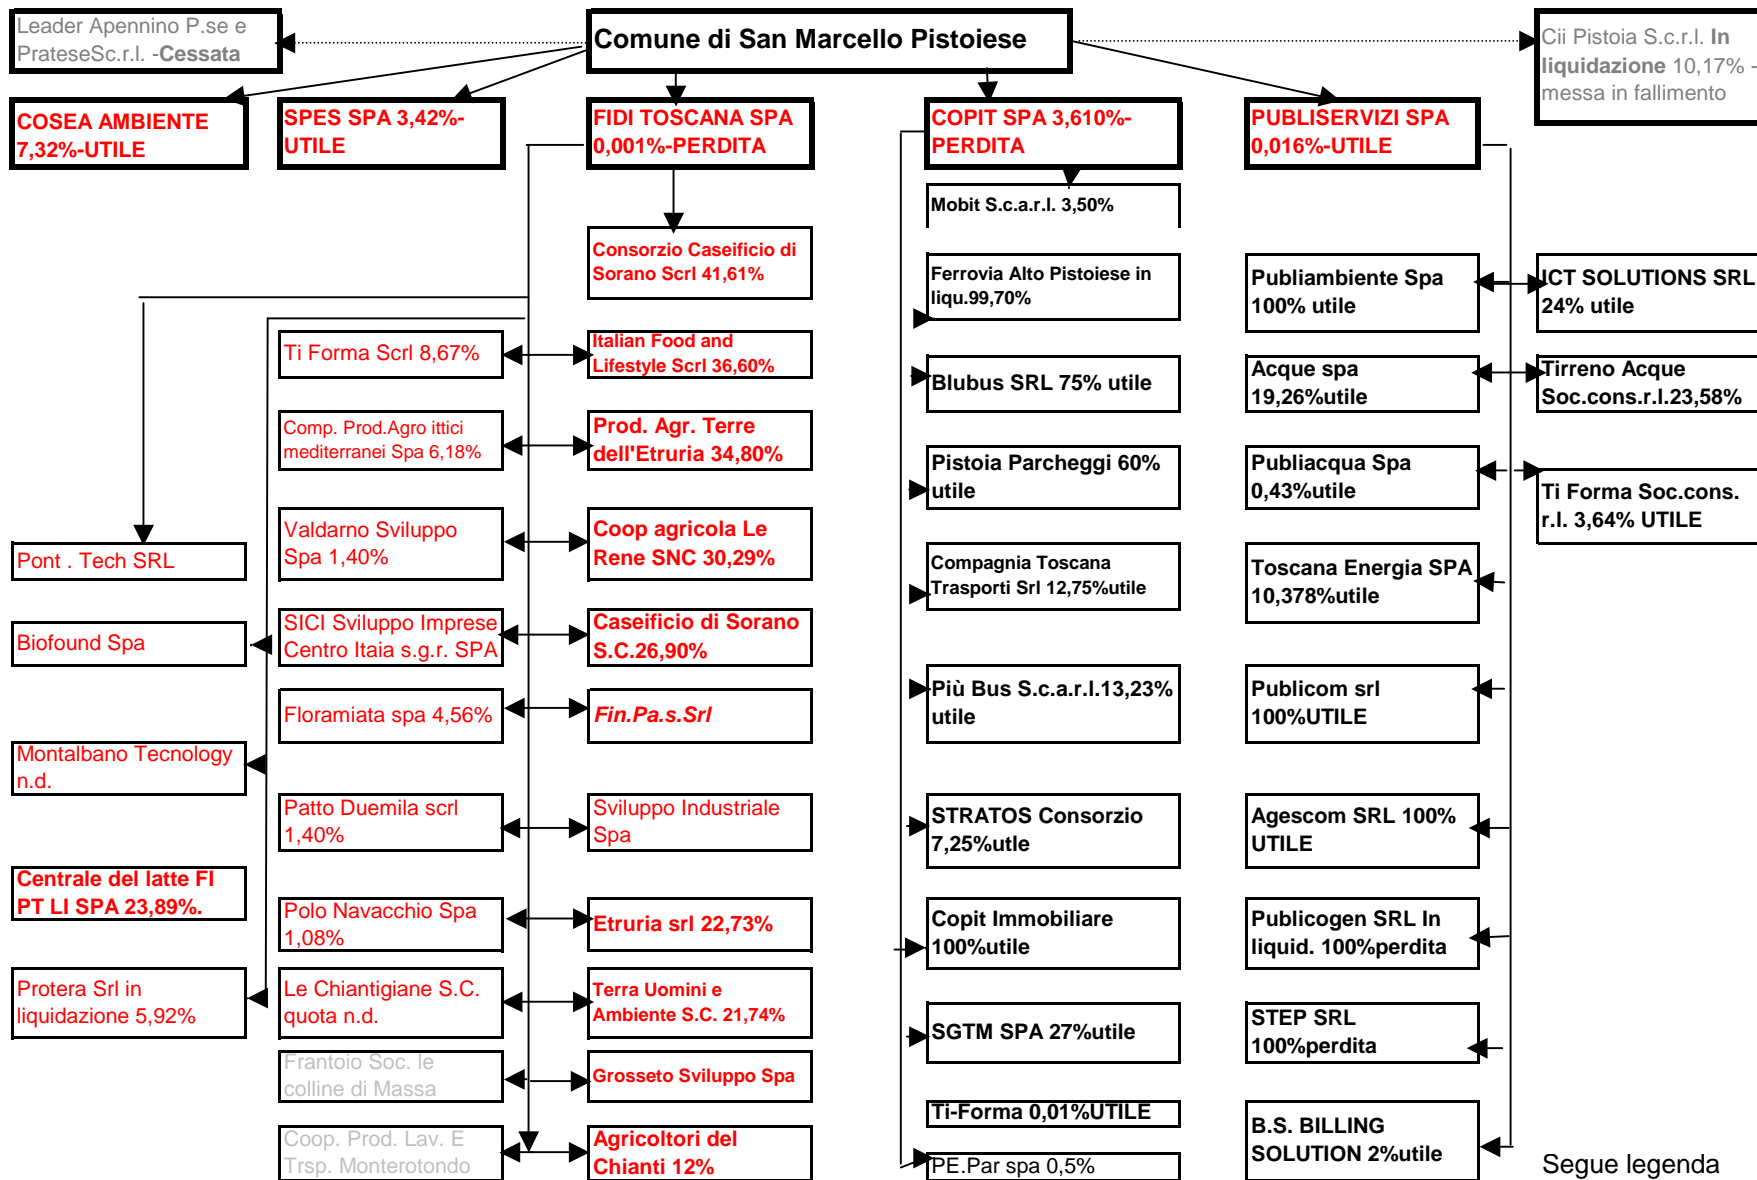 Leader Apennino P.se e
PrateseSc.r.l. -Cessata
Comune di San Marcello Pistoiese
Cii Pistoia S.c.r.l. In
liquidazione 10,17% -
messa in fallimento
COSEA AMBIENTE
7,32%-UTILE
SPES SPA 3,42%-
UTILE
FIDI TOSCANA SPA
0,001%-PERDITA
COPIT SPA 3,610%-
PERDITA
PUBLISERVIZI SPA
0,016%-UTILE
Mobit S.c.a.r.l. 3,50%
Consorzio Caseificio di
Sorano Scrl 41,61%
Ferrovia Alto Pistoiese in
liqu.99,70%
Publiambiente Spa
100% utile
ICT SOLUTIONS SRL
24% utile
Ti Forma Scrl 8,67%
Italian Food and
Lifestyle Scrl 36,60%
Blubus SRL 75% utile
Acque spa
19,26%utile
Tirreno Acque
Soc.cons.r.l.23,58%
Comp. Prod.Agro ittici
mediterranei Spa 6,18%
Prod. Agr. Terre
dell'Etruria 34,80%
Pistoia Parcheggi 60%
utile
Publiacqua Spa
0,43%utile
Ti Forma Soc.cons.
r.l. 3,64% UTILE
Pont . Tech SRL
Valdarno Sviluppo
Spa 1,40%
Coop agricola Le
Rene SNC 30,29%
Compagnia Toscana
Trasporti Srl 12,75%utile
Toscana Energia SPA
10,378%utile
Biofound Spa
SICI Sviluppo Imprese
Centro Itaia s.g.r. SPA
Caseificio di Sorano
S.C.26,90%
Più Bus S.c.a.r.l.13,23%
utile
Publicom srl
100%UTILE
Floramiata spa 4,56%
Fin.Pa.s.Srl
Montalbano Tecnology
n.d.
Patto Duemila scrl
1,40%
Sviluppo Industriale
Spa
STRATOS Consorzio
7,25%utle
Agescom SRL 100%
UTILE
Centrale del latte FI
PT LI SPA 23,89%.
Polo Navacchio Spa
1,08%
Etruria srl 22,73%
Copit Immobiliare
100%utile
Publicogen SRL In
liquid. 100%perdita
Protera Srl in
liquidazione 5,92%
Le Chiantigiane S.C.
quota n.d.
Terra Uomini e
Ambiente S.C. 21,74%
SGTM SPA 27%utile
STEP SRL
100%perdita
Frantoio Soc. le
colline di Massa
Grosseto Sviluppo Spa
Ti-Forma 0,01%UTILE
B.S. BILLING
SOLUTION 2%utile
Coop. Prod. Lav. E
Trsp. Monterotondo
Agricoltori del
Chianti 12%
PE.Par spa 0,5%
Segue legenda